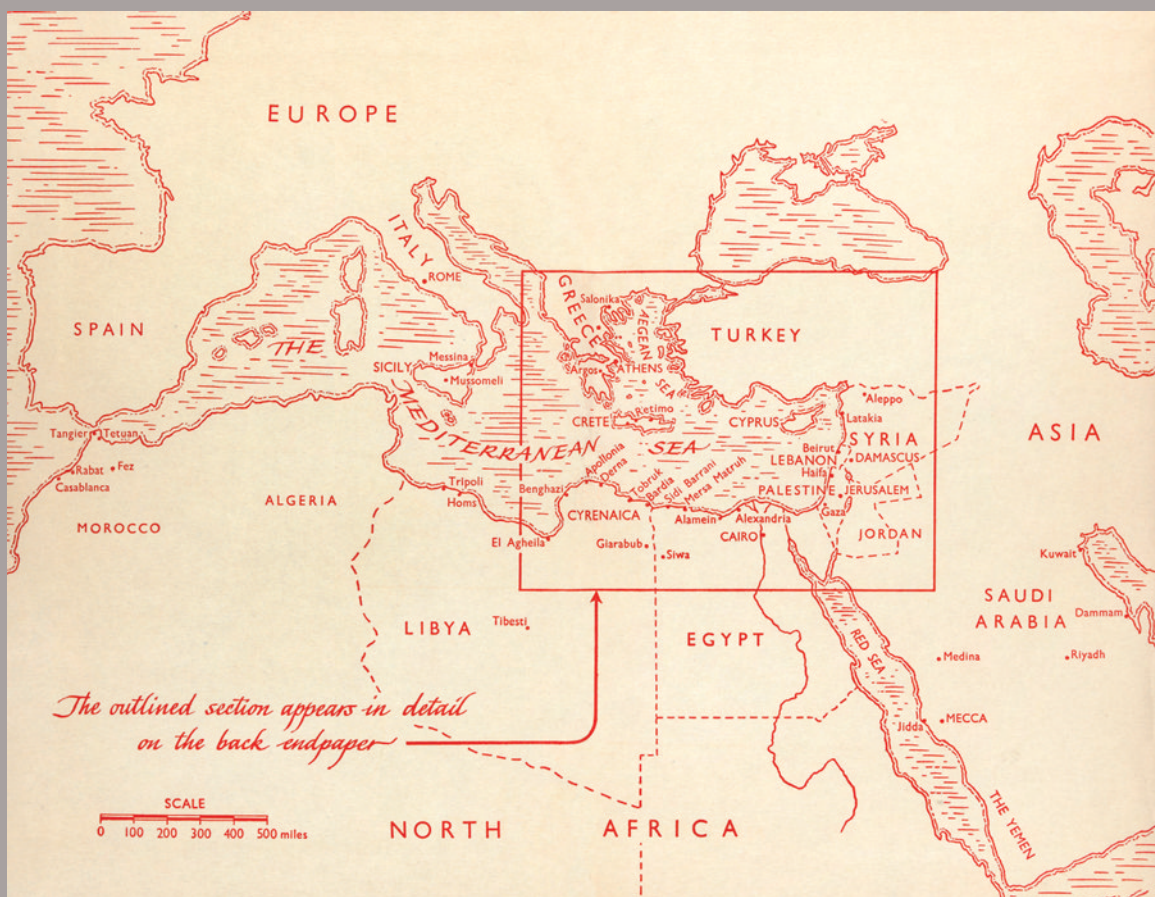 EUROPE
ITALY
ROME
SPAIN
THE
MEDITERRANEAN
SEA
SICILY
Messina
Mussomeli
GREECE
Salonika
AEGEAN
SEA
Argos
ATHENS
TURKEY
CRETE
Retimo
CYPRUS
Aleppo
Latakia
SYRIA
Beirut
DAMASCUS
LEBANON
Haifa
PALESTINE
JERUSALEM
Gaza
JORDAN
ASIA
Tangier
Tetuan
Rabat
Fez
Casablanca
MOROCCO
ALGERIA
Tripoli
Homs
Benghazi
Apollonia
Derna
Tobruk
Bardia
Sidi Barrani
Mersa Matruh
CYRENAICA
Alamein
Alexandria
CAIRO
El Agheila
Giarabub
Siwa
Kuwait
SAUDI
ARABIA
Dammam
Tibesti
LIBYA
EGYPT
RED SEA
Medina
Riyadh
Jidda
MECCA
THE YEMEN
The outlined section appears in detail
on the back endpaper
SCALE
0 100 200 300 400 500 miles
NORTH AFRICA